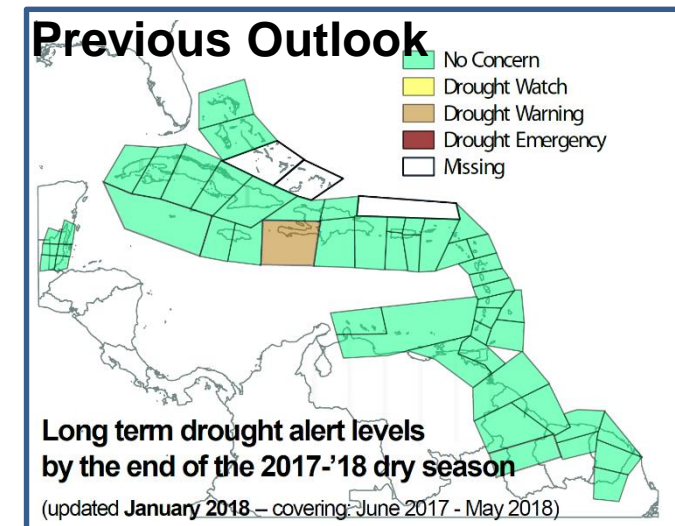 Previous Outlook
No Concern
Drought Watch
Drought Warning
Drought Emergency
Missing
Long term drought alert levels
by the end of the 2017-'18 dry season
(updated January 2018 – covering: June 2017 - May 2018)